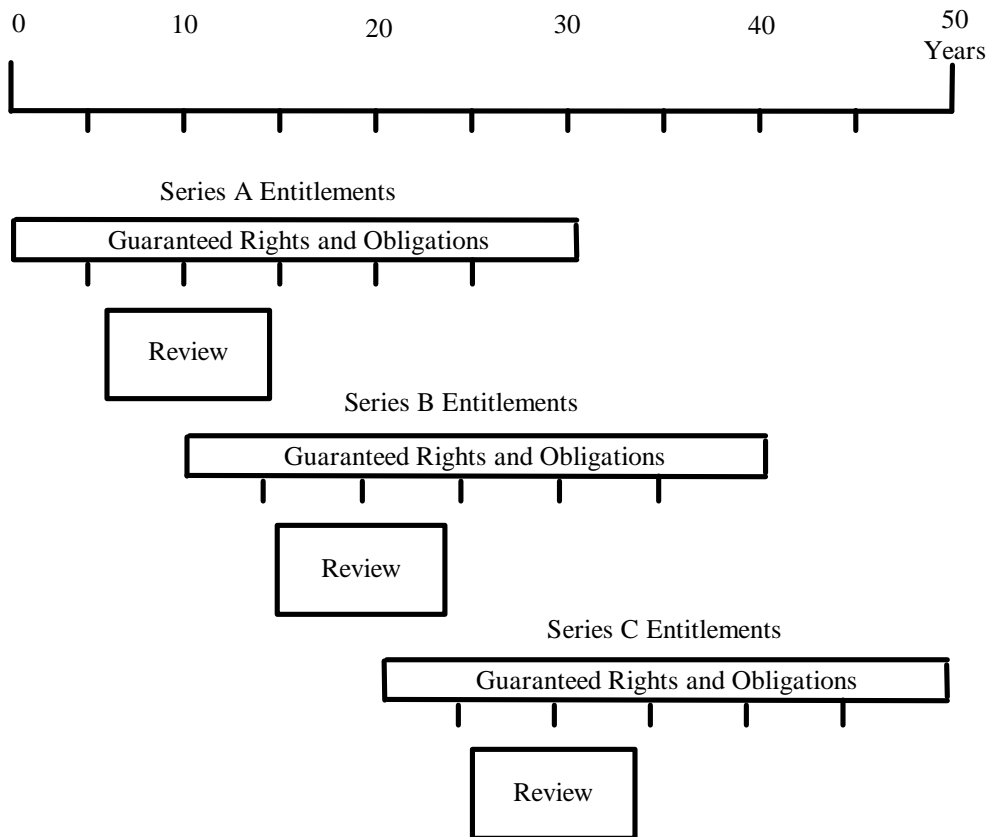 0 10 20 30 40 50
Years
Series A Entitlements
Guaranteed Rights and Obligations
Review
Series B Entitlements
Guaranteed Rights and Obligations
Review
Series C Entitlements
Guaranteed Rights and Obligations
Review